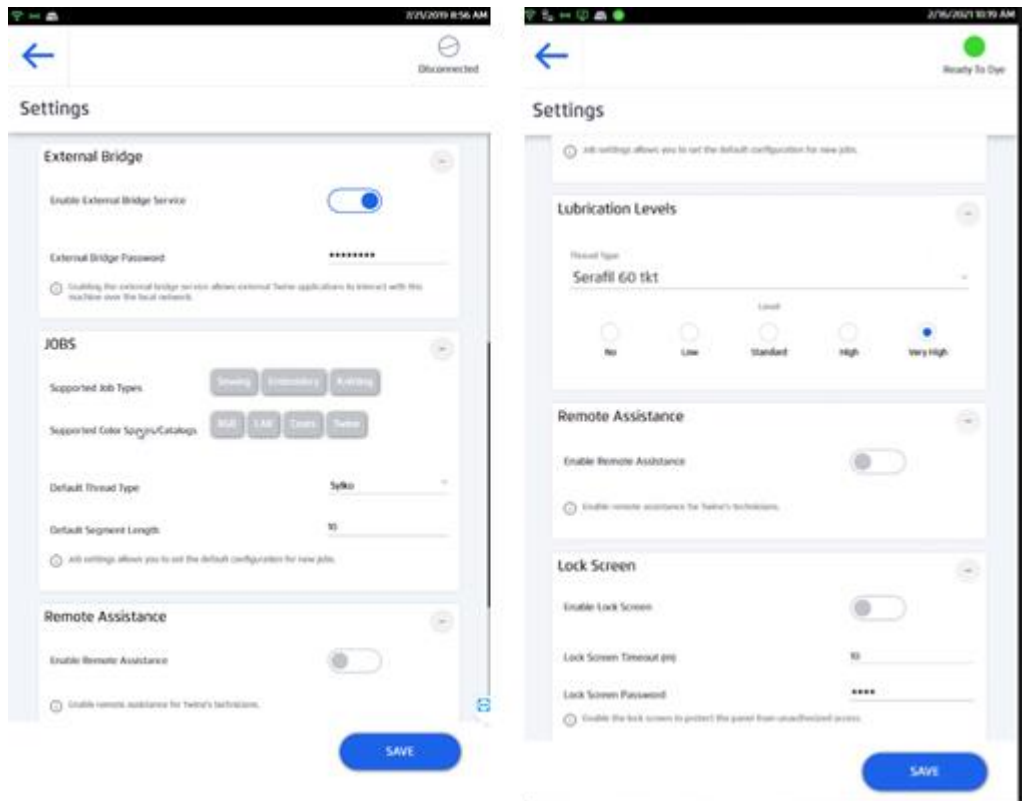 7/21/2019 8:56 AM
Disconnected
Settings
External Bridge
Enable External Bridge Service
External Bridge Password
********
Enabling the external bridge service allows external Twine applications to interact with this
machine over the local network.
JOBS
Supported Job Types
Sewing Embroidery Knitting
Supported Color Spaces/Catalogs
RGB LAB Coats Twine
Default Thread Type
Sylko
Default Segment Length
10
Job settings allows you to set the default configuration for new jobs.
Remote Assistance
Enable Remote Assistance
Enable remote assistance for Twine's technicians.
SAVE
2/16/2021 10:19 AM
Ready To Dye
Settings
Job settings allows you to set the default configuration for new jobs.
Lubrication Levels
Thread Type
Serafil 60 tkt
Level
No Low Standard High Very High
Remote Assistance
Enable Remote Assistance
Enable remote assistance for Twine's technicians.
Lock Screen
Enable Lock Screen
Lock Screen Timeout (m)
10
Lock Screen Password
****
Enable the lock screen to protect the panel from unauthorized access.
SAVE